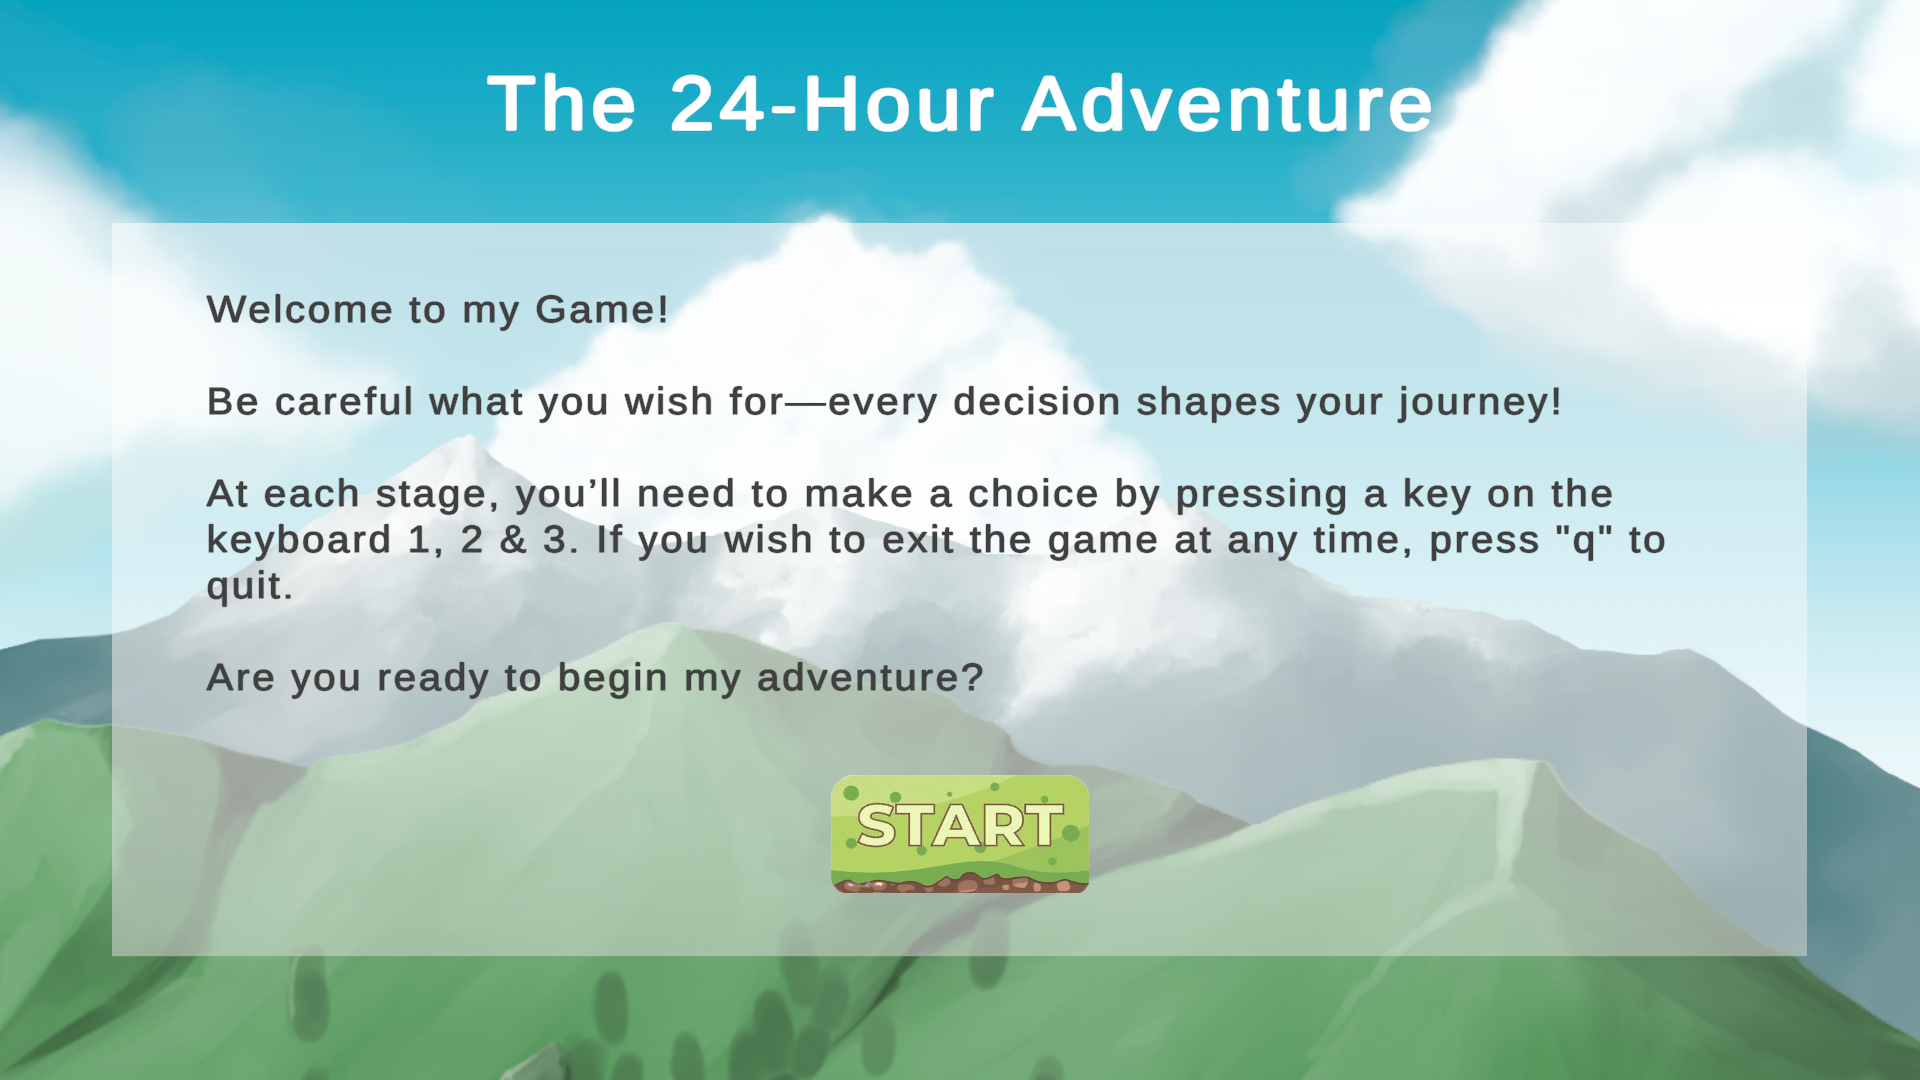 The 24-Hour Adventure
Welcome to my Game!
Be careful what you wish for—every decision shapes your journey!
At each stage, you’ll need to make a choice by pressing a key on the
keyboard 1, 2 & 3. If you wish to exit the game at any time, press "q" to
quit.
Are you ready to begin my adventure?
START